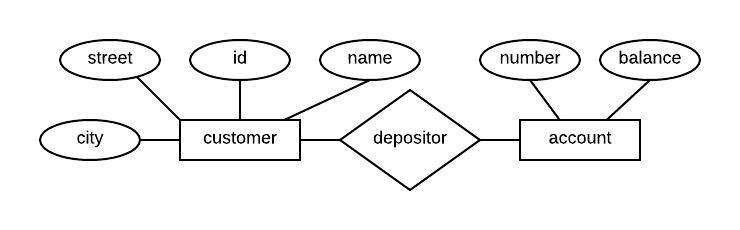 street
id
name
number
balance
city
customer
depositor
account